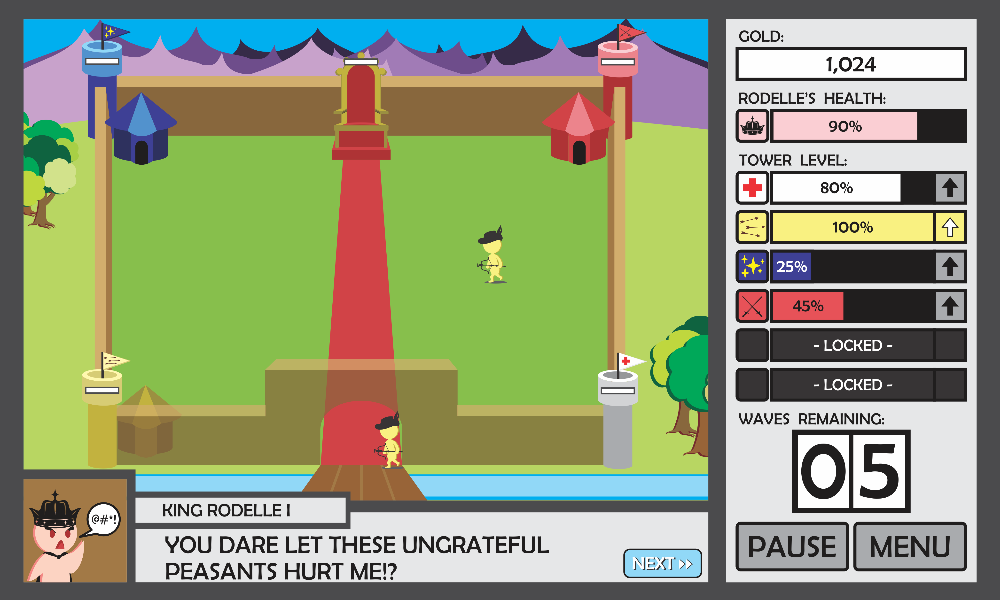 GOLD:
1,024
RODELLE'S HEALTH:
90%
TOWER LEVEL:
80%
100%
25%
45%
- LOCKED -
- LOCKED -
WAVES REMAINING:
05
PAUSE
MENU
@#*!
KING RODELLE I
YOU DARE LET THESE UNGRATEFUL
PEASANTS HURT ME!?
NEXT